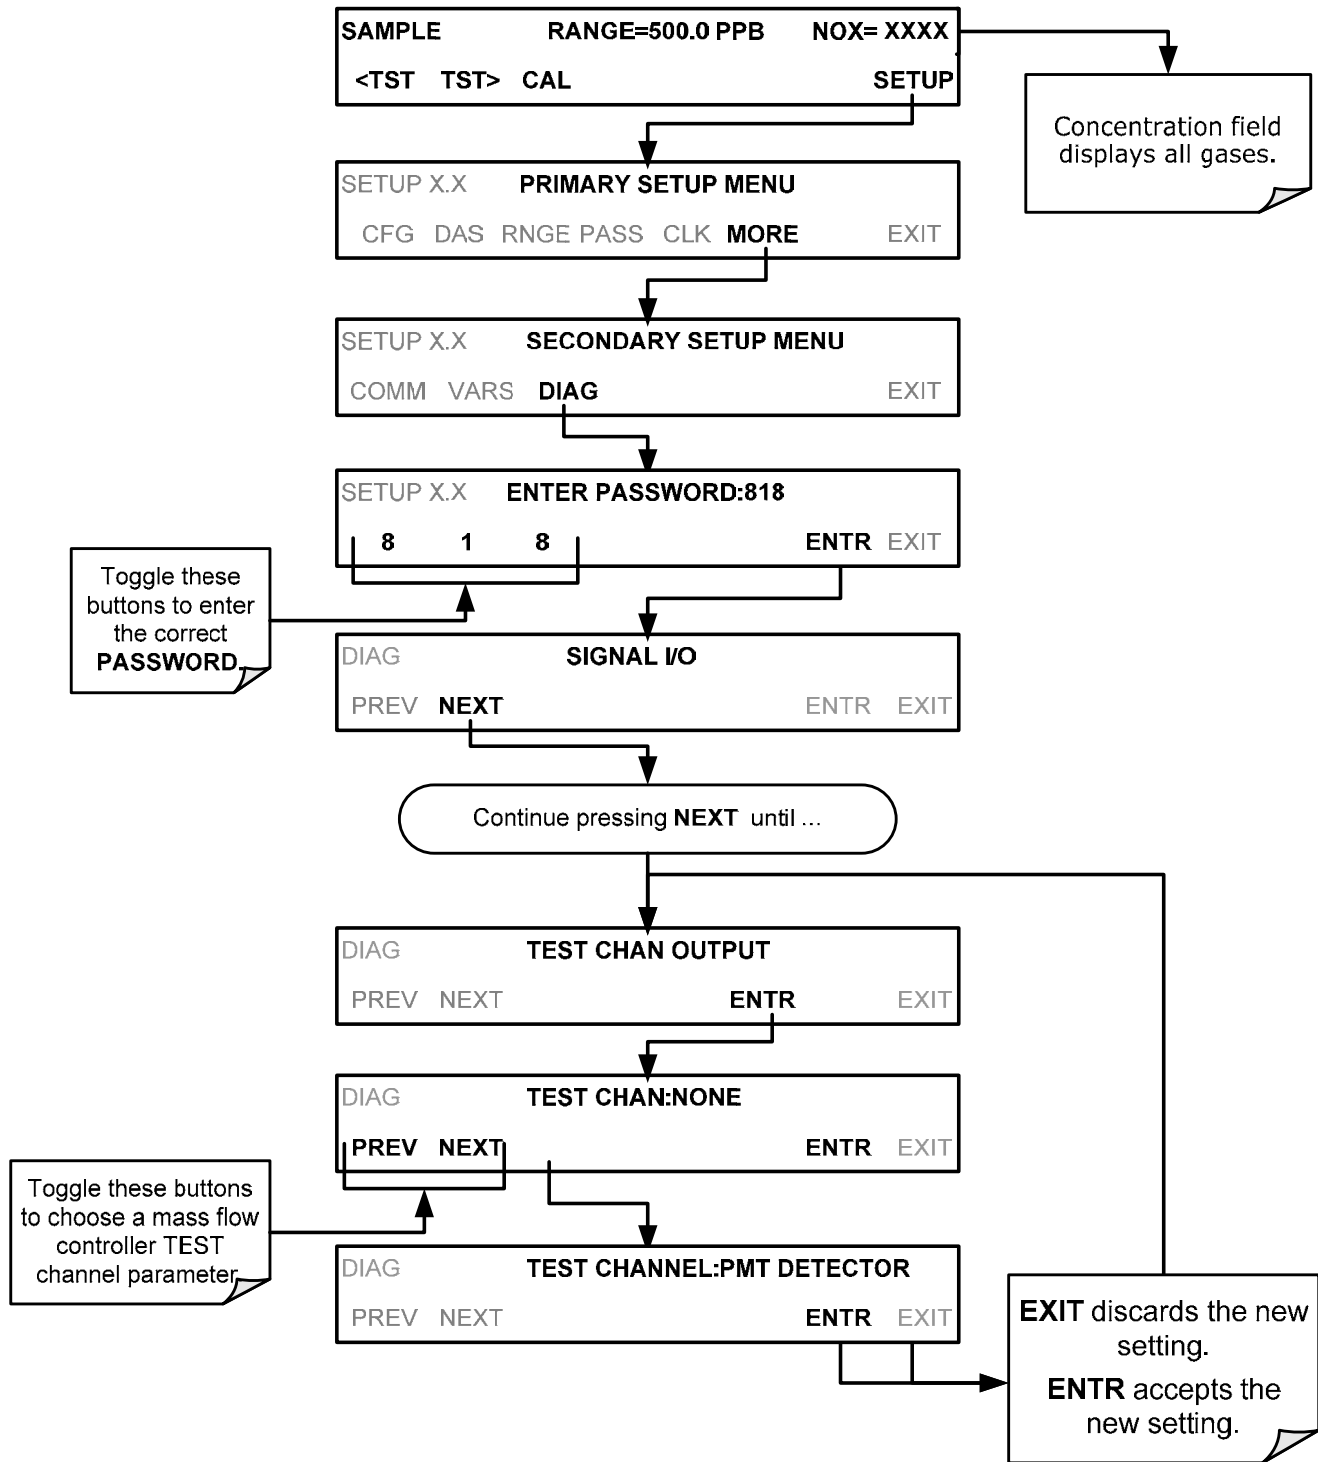 SAMPLE RANGE=500.0 PPB NOX= XXXX
<TST TST> CAL SETUP
Concentration field
displays all gases.
SETUP X.X PRIMARY SETUP MENU
CFG DAS RNGE PASS CLK MORE EXIT
SETUP X.X SECONDARY SETUP MENU
COMM VARS DIAG EXIT
SETUP X.X ENTER PASSWORD:818
8 1 8 ENTR EXIT
Toggle these
buttons to enter
the correct
PASSWORD.
DIAG SIGNAL I/O
PREV NEXT ENTR EXIT
Continue pressing NEXT until ...
DIAG TEST CHAN OUTPUT
PREV NEXT ENTR EXIT
DIAG TEST CHAN:NONE
PREV NEXT ENTR EXIT
Toggle these buttons
to choose a mass flow
controller TEST
channel parameter
DIAG TEST CHANNEL:PMT DETECTOR
PREV NEXT ENTR EXIT
EXIT discards the new
setting.
ENTR accepts the
new setting.